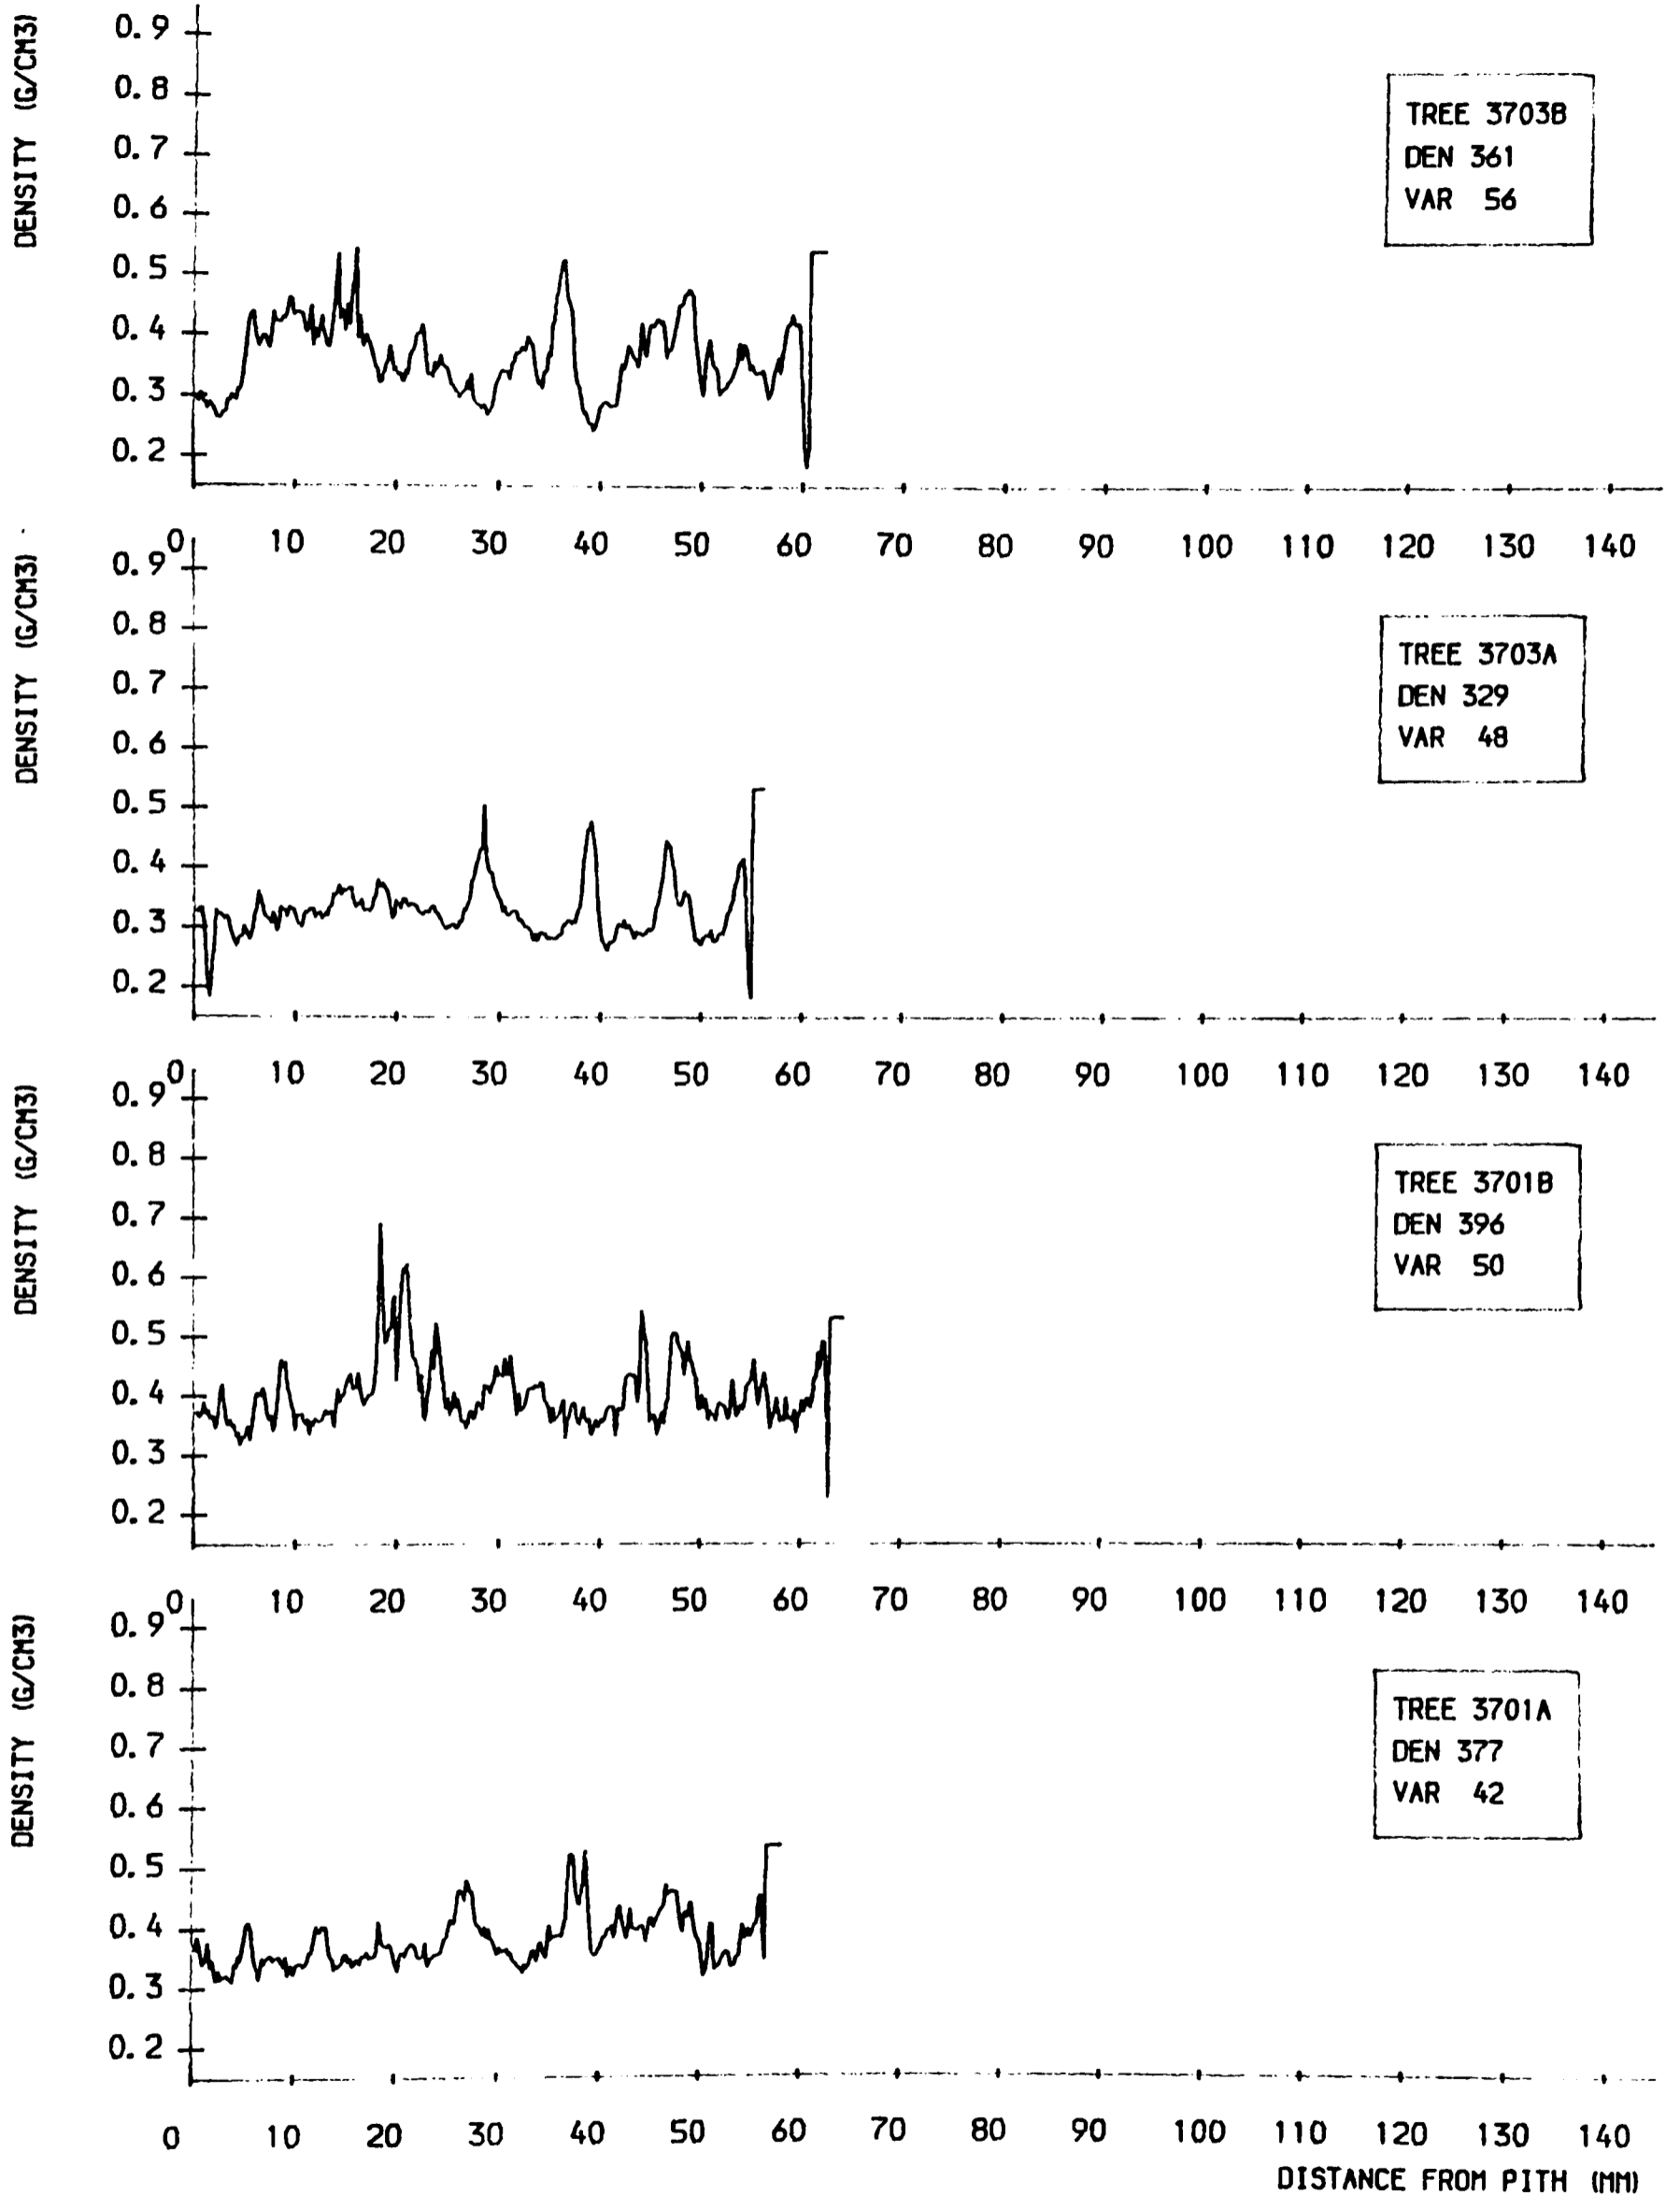 DENSITY (G/CM3)
0.9
0.8
0.7
0.6
0.5
0.4
0.3
0.2
TREE 3703B
DEN 361
VAR 56
0 10 20 30 40 50 60 70 80 90 100 110 120 130 140
DENSITY (G/CM3)
0.9
0.8
0.7
0.6
0.5
0.4
0.3
0.2
TREE 3703A
DEN 329
VAR 48
0 10 20 30 40 50 60 70 80 90 100 110 120 130 140
DENSITY (G/CM3)
0.9
0.8
0.7
0.6
0.5
0.4
0.3
0.2
TREE 3701B
DEN 396
VAR 50
0 10 20 30 40 50 60 70 80 90 100 110 120 130 140
DENSITY (G/CM3)
0.9
0.8
0.7
0.6
0.5
0.4
0.3
0.2
TREE 3701A
DEN 377
VAR 42
0 10 20 30 40 50 60 70 80 90 100 110 120 130 140
DISTANCE FROM PITH (MM)